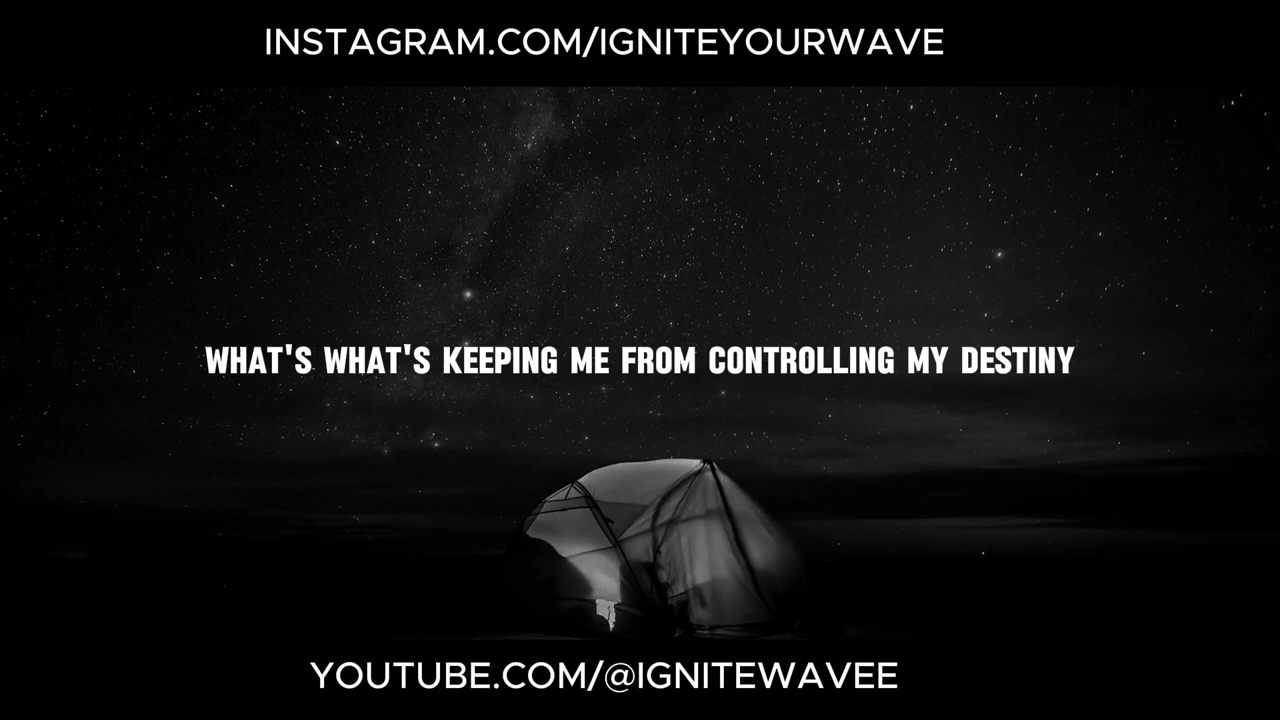 INSTAGRAM.COM/IGNITEYOURWAVE
WHAT'S WHAT'S KEEPING ME FROM CONTROLLING MY DESTINY
YOUTUBE.COM/@IGNITEWAVEE